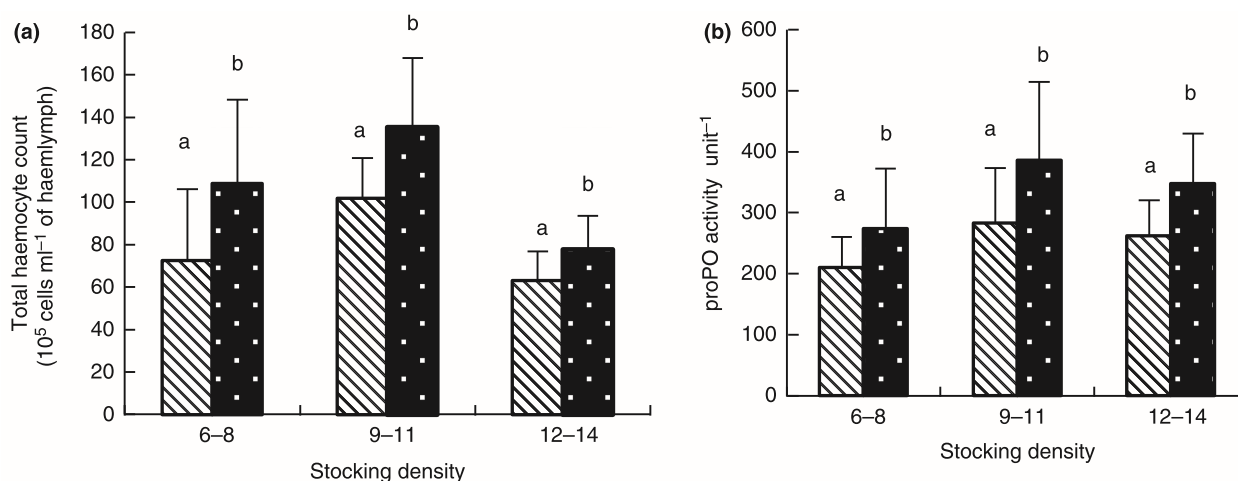 (a)
Total haemocyte count
(10⁵ cells ml⁻¹ of haemlymph)
180
160
140
120
100
80
60
40
20
0
a
b
a
b
a
b
6–8
9–11
12–14
Stocking density
(b)
proPO activity unit⁻¹
600
500
400
300
200
100
0
a
b
a
b
a
b
6–8
9–11
12–14
Stocking density